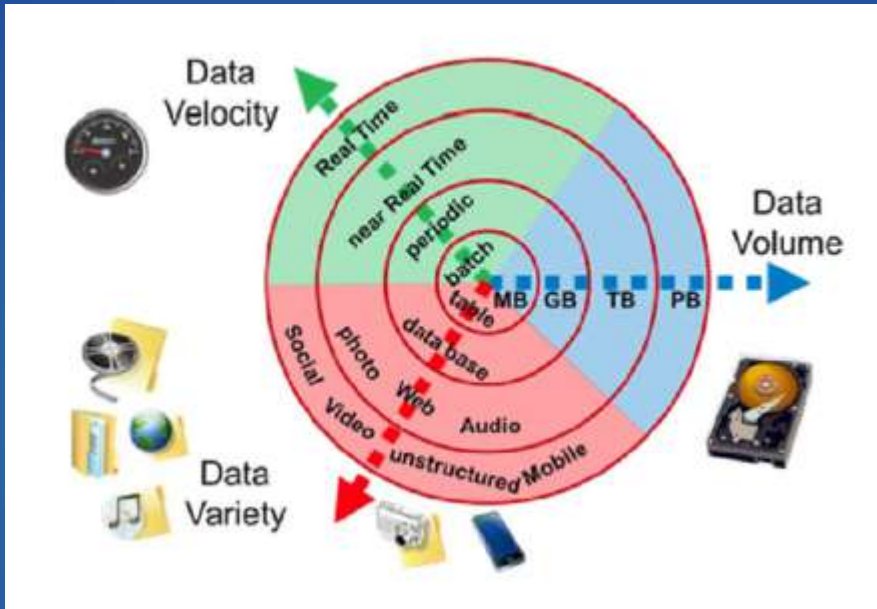 Data
Velocity
Real Time
near Real Time
periodic
batch
Data
Volume
MB GB TB PB
table
data base
photo Web Audio
Social Video unstructured Mobile
Data
Variety